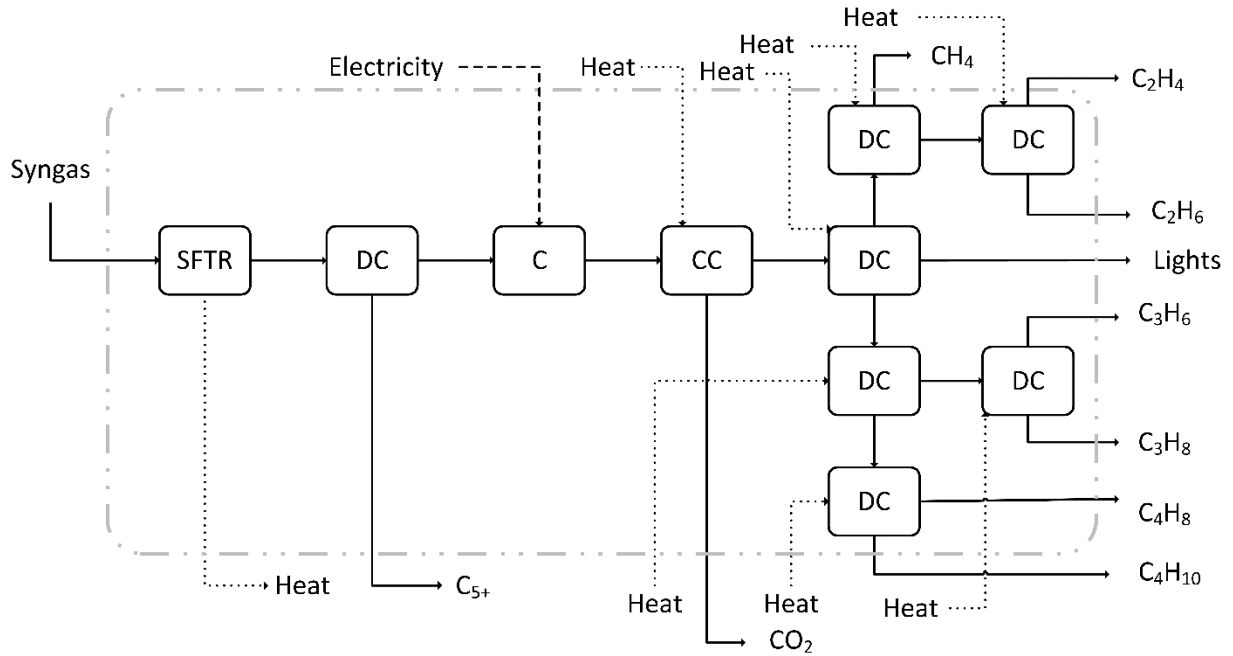 Heat
Heat
CH₄
Electricity
Heat
Heat
C₂H₄
DC
DC
Syngas
C₂H₆
SFTR
DC
C
CC
DC
Lights
C₃H₆
DC
DC
C₃H₈
DC
C₄H₈
Heat
C₅₊
Heat
Heat
Heat
C₄H₁₀
CO₂